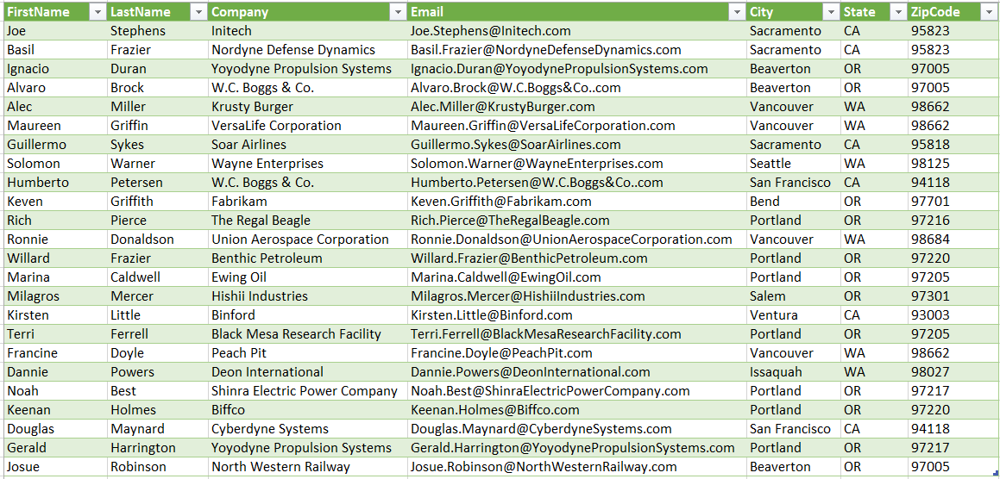 FirstName LastName Company Email City State ZipCode
Joe Stephens Initech Joe.Stephens@Initech.com Sacramento CA 95823
Basil Frazier Nordyne Defense Dynamics Basil.Frazier@NordyneDefenseDynamics.com Sacramento CA 95823
Ignacio Duran Yoyodyne Propulsion Systems Ignacio.Duran@YoyodynePropulsionSystems.com Beaverton OR 97005
Alvaro Brock W.C. Boggs & Co. Alvaro.Brock@W.C.Boggs&Co..com Beaverton OR 97005
Alec Miller Krusty Burger Alec.Miller@KrustyBurger.com Vancouver WA 98662
Maureen Griffin VersaLife Corporation Maureen.Griffin@VersaLifeCorporation.com Vancouver WA 98662
Guillermo Sykes Soar Airlines Guillermo.Sykes@SoarAirlines.com Sacramento CA 95818
Solomon Warner Wayne Enterprises Solomon.Warner@WayneEnterprises.com Seattle WA 98125
Humberto Petersen W.C. Boggs & Co. Humberto.Petersen@W.C.Boggs&Co..com San Francisco CA 94118
Keven Griffith Fabrikam Keven.Griffith@Fabrikam.com Bend OR 97701
Rich Pierce The Regal Beagle Rich.Pierce@TheRegalBeagle.com Portland OR 97216
Ronnie Donaldson Union Aerospace Corporation Ronnie.Donaldson@UnionAerospaceCorporation.com Vancouver WA 98684
Willard Frazier Benthic Petroleum Willard.Frazier@BenthicPetroleum.com Portland OR 97220
Marina Caldwell Ewing Oil Marina.Caldwell@EwingOil.com Portland OR 97205
Milagros Mercer Hishii Industries Milagros.Mercer@HishiiIndustries.com Salem OR 97301
Kirsten Little Binford Kirsten.Little@Binford.com Ventura CA 93003
Terri Ferrell Black Mesa Research Facility Terri.Ferrell@BlackMesaResearchFacility.com Portland OR 97205
Francine Doyle Peach Pit Francine.Doyle@PeachPit.com Vancouver WA 98662
Dannie Powers Deon International Dannie.Powers@DeonInternational.com Issaquah WA 98027
Noah Best Shinra Electric Power Company Noah.Best@ShinraElectricPowerCompany.com Portland OR 97217
Keenan Holmes Biffco Keenan.Holmes@Biffco.com Portland OR 97220
Douglas Maynard Cyberdyne Systems Douglas.Maynard@CyberdyneSystems.com San Francisco CA 94118
Gerald Harrington Yoyodyne Propulsion Systems Gerald.Harrington@YoyodynePropulsionSystems.com Portland OR 97217
Josue Robinson North Western Railway Josue.Robinson@NorthWesternRailway.com Beaverton OR 97005